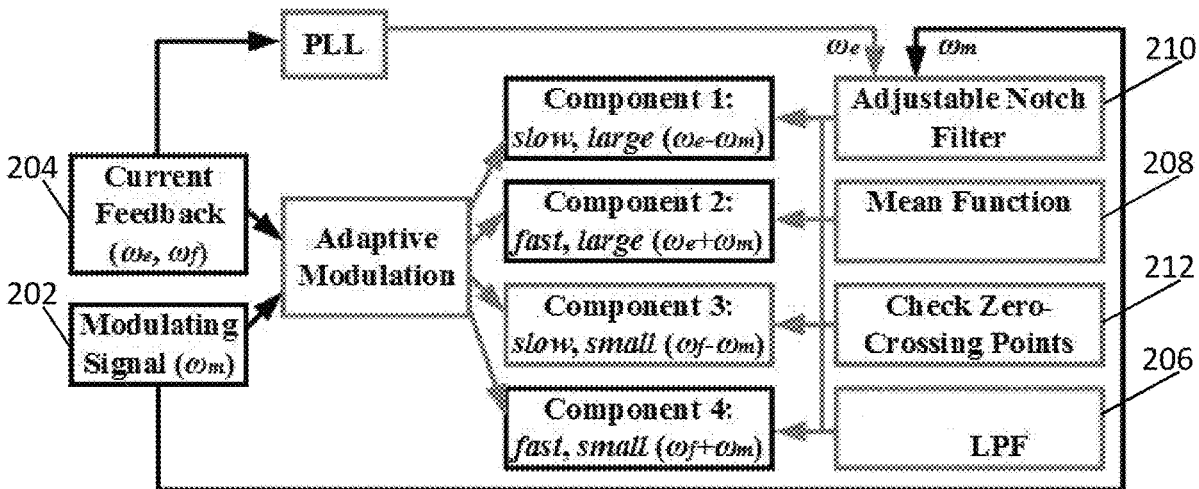 PLL
ωe
ωm
210
Component 1:
slow, large (ωe-ωm)
Adjustable Notch
Filter
204
Current
Feedback
(ωe, ωf)
208
Component 2:
fast, large (ωe+ωm)
Mean Function
Adaptive
Modulation
202
Modulating
Signal (ωm)
212
Component 3:
slow, small (ωf-ωm)
Check Zero-
Crossing Points
206
Component 4:
fast, small (ωf+ωm)
LPF